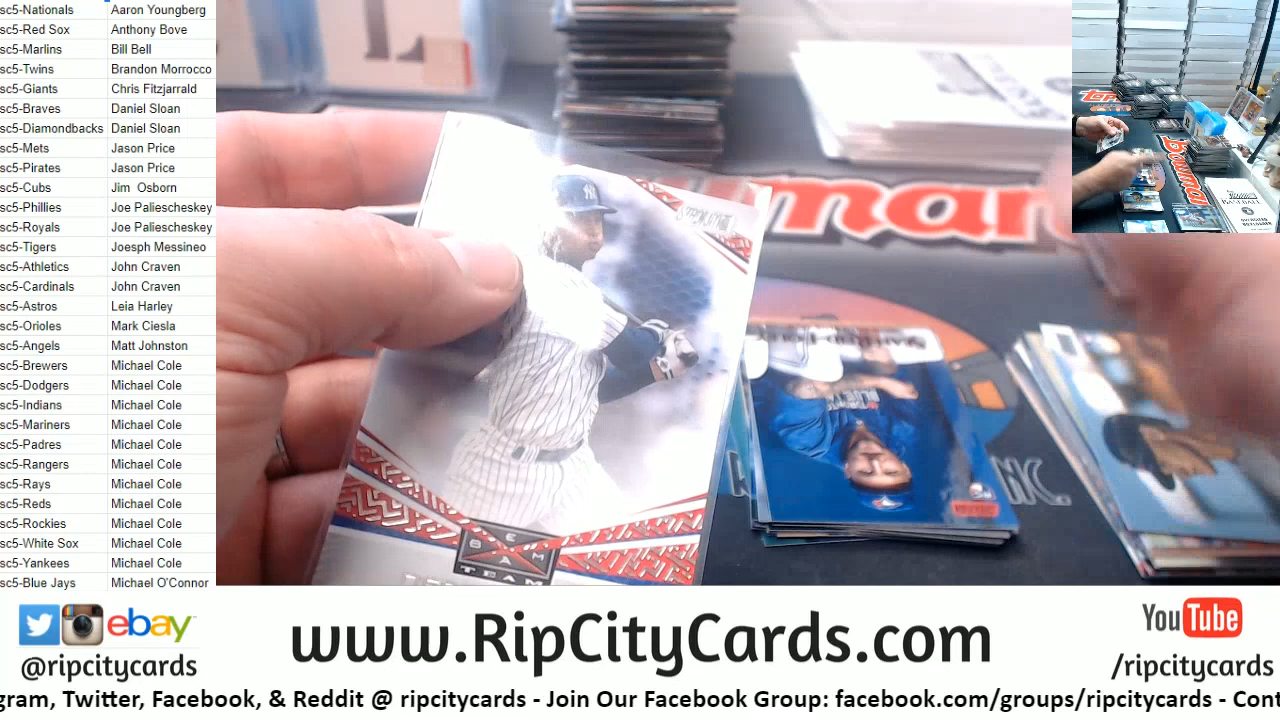 sc5-Nationals Aaron Youngberg
sc5-Red Sox Anthony Bove
sc5-Marlins Bill Bell
sc5-Twins Brandon Morrocco
sc5-Giants Chris Fitzjarrald
sc5-Braves Daniel Sloan
sc5-Diamondbacks Daniel Sloan
sc5-Mets Jason Price
sc5-Pirates Jason Price
sc5-Cubs Jim Osborn
sc5-Phillies Joe Paliescheskey
sc5-Royals Joe Paliescheskey
sc5-Tigers Joesph Messineo
sc5-Athletics John Craven
sc5-Cardinals John Craven
sc5-Astros Leia Harley
sc5-Orioles Mark Ciesla
sc5-Angels Matt Johnston
sc5-Brewers Michael Cole
sc5-Dodgers Michael Cole
sc5-Indians Michael Cole
sc5-Mariners Michael Cole
sc5-Padres Michael Cole
sc5-Rangers Michael Cole
sc5-Rays Michael Cole
sc5-Reds Michael Cole
sc5-Rockies Michael Cole
sc5-White Sox Michael Cole
sc5-Yankees Michael Cole
sc5-Blue Jays Michael O'Connor
man
NY
TEAM
INC.
Topps
Bowman
BASEBALL
ebay
@ripcitycards
www.RipCityCards.com
YouTube
/ripcitycards
gram, Twitter, Facebook, & Reddit @ ripcitycards - Join Our Facebook Group: facebook.com/groups/ripcitycards - Cont